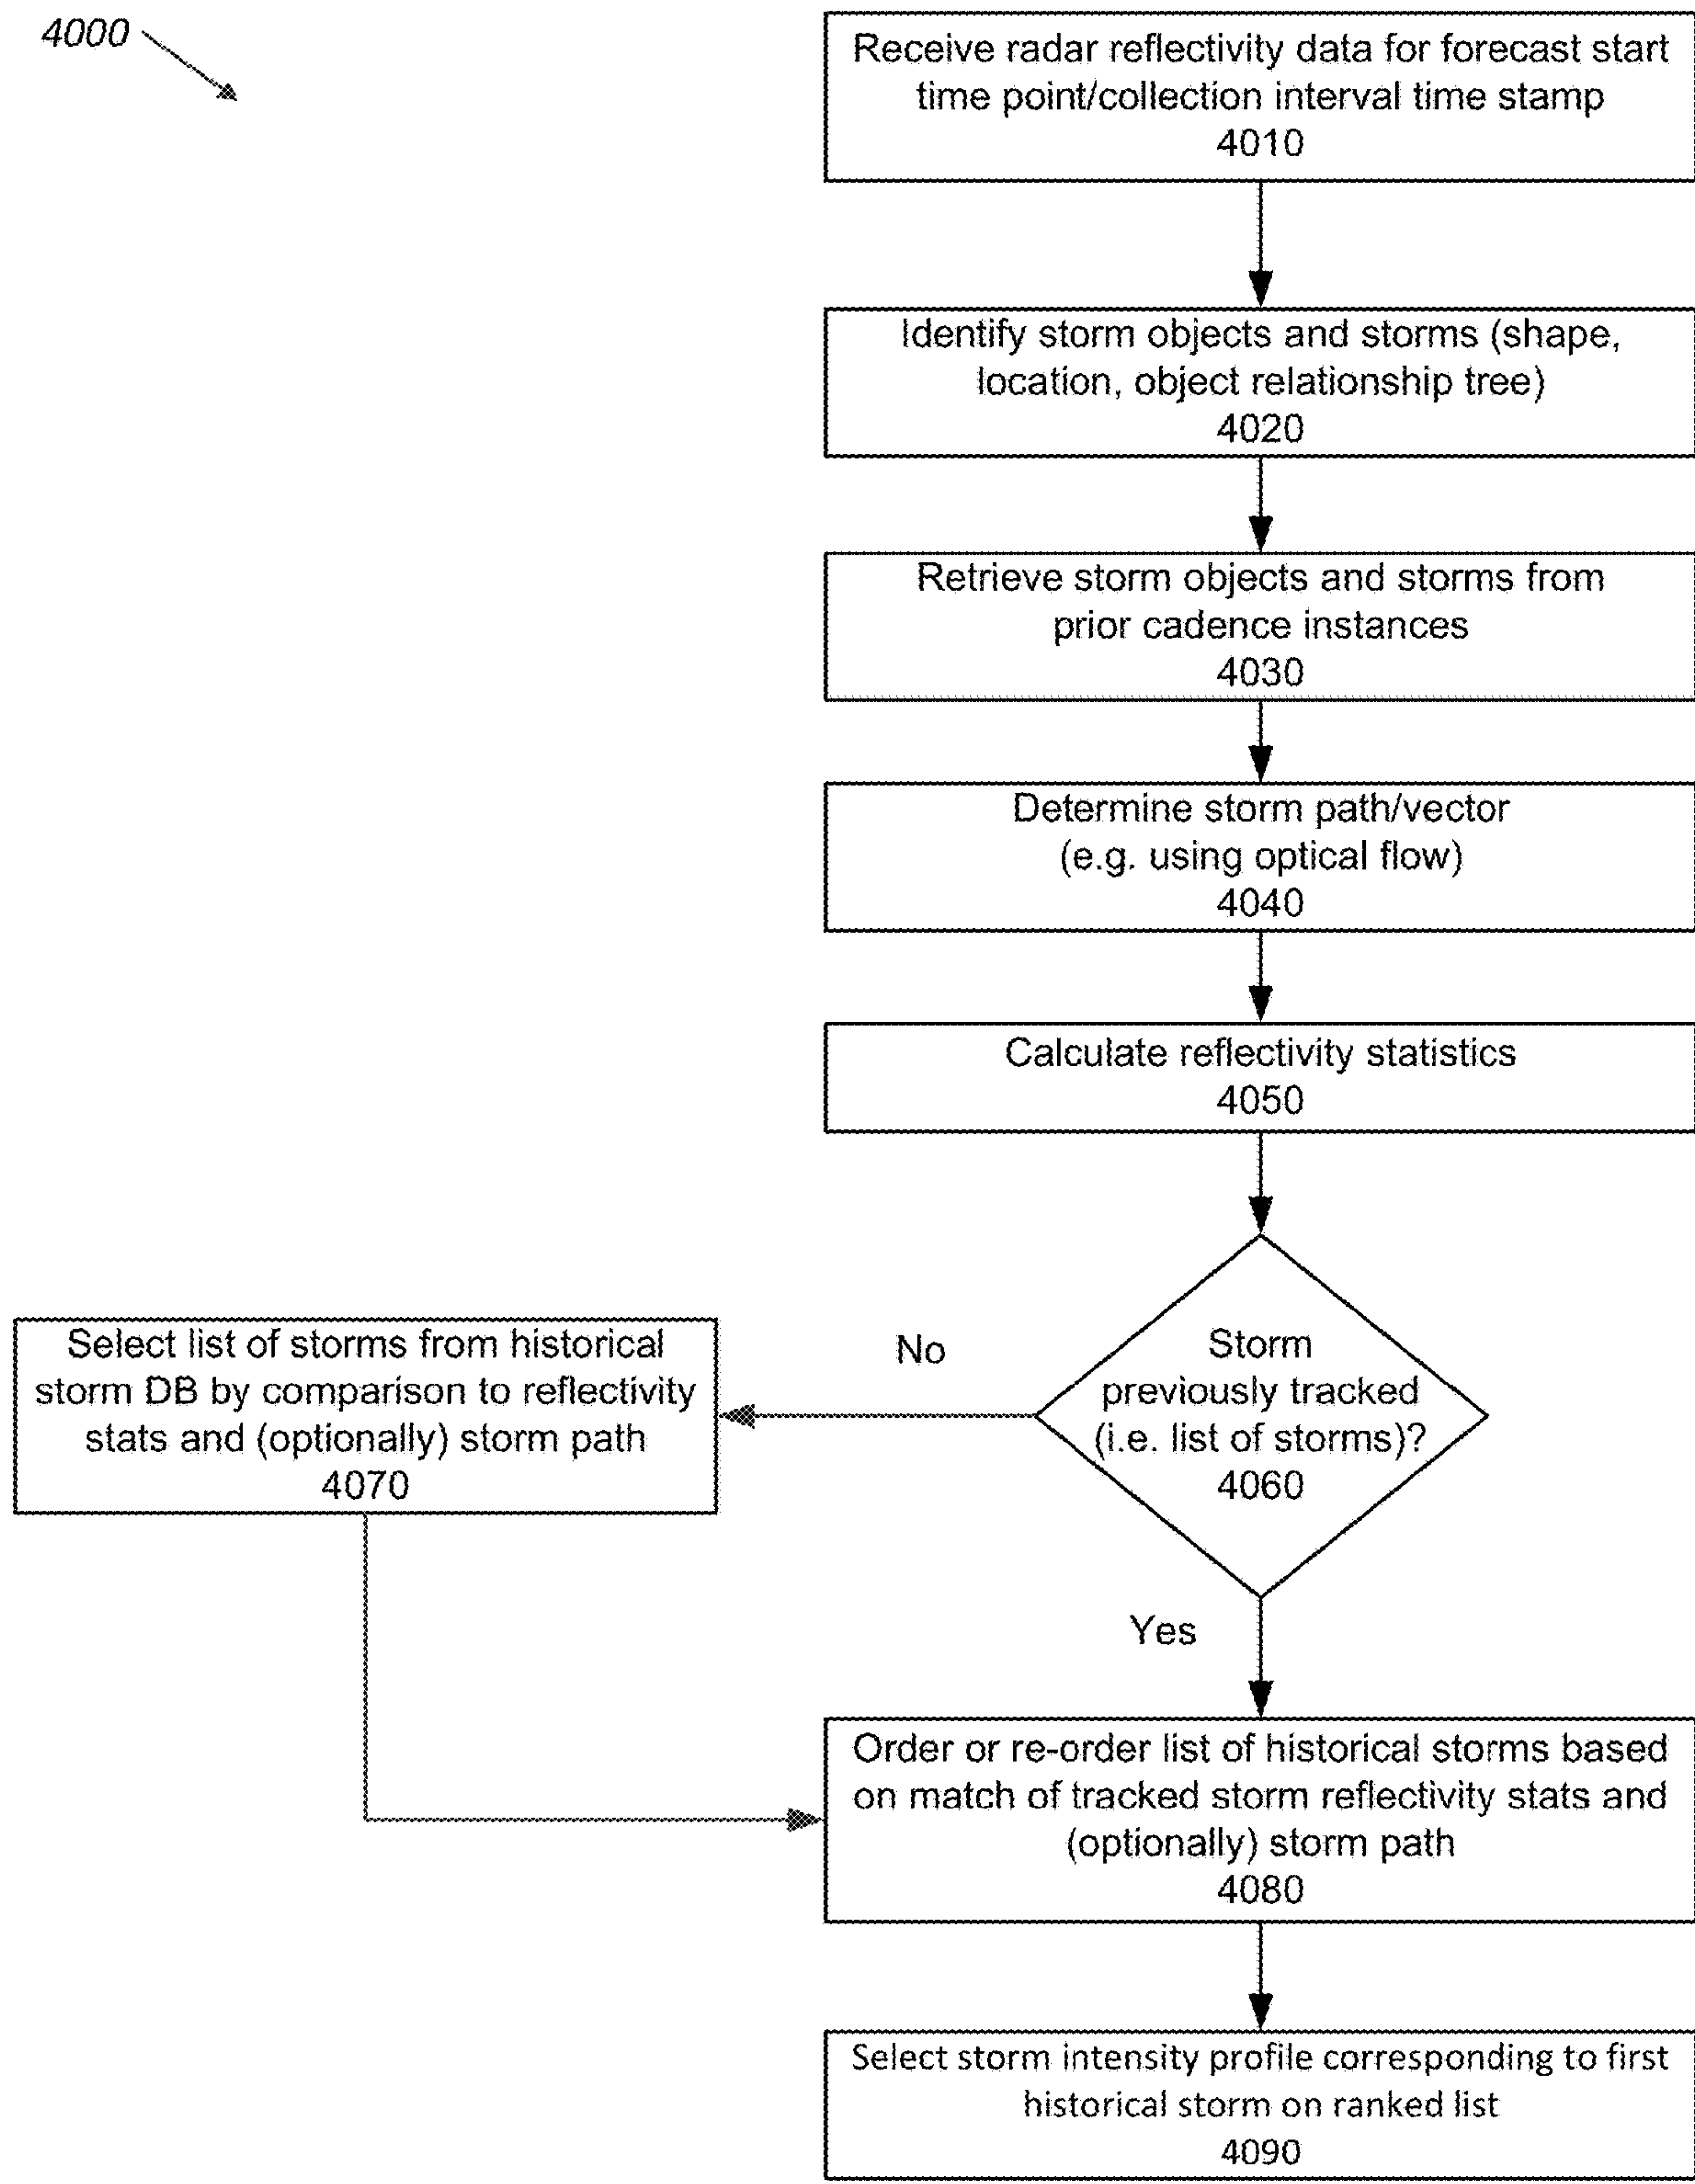 4000
Receive radar reflectivity data for forecast start
time point/collection interval time stamp
4010
Identify storm objects and storms (shape,
location, object relationship tree)
4020
Retrieve storm objects and storms from
prior cadence instances
4030
Determine storm path/vector
(e.g. using optical flow)
4040
Calculate reflectivity statistics
4050
Storm
previously tracked
(i.e. list of storms)?
4060
No
Select list of storms from historical
storm DB by comparison to reflectivity
stats and (optionally) storm path
4070
Yes
Order or re-order list of historical storms based
on match of tracked storm reflectivity stats and
(optionally) storm path
4080
Select storm intensity profile corresponding to first
historical storm on ranked list
4090